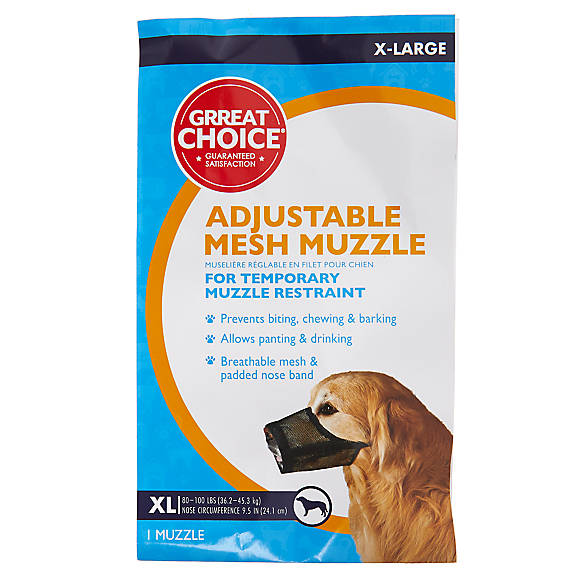 X-LARGE
GRREAT
CHOICE®
GUARANTEED
SATISFACTION
ADJUSTABLE
MESH MUZZLE
MUSELIÈRE RÉGLABLE EN FILET POUR CHIEN
FOR TEMPORARY
MUZZLE RESTRAINT
Prevents biting, chewing & barking
Allows panting & drinking
Breathable mesh &
padded nose band
XL
80–100 LBS (36.2–45.3 kg)
NOSE CIRCUMFERENCE 9.5 IN (24.1 cm)
1 MUZZLE